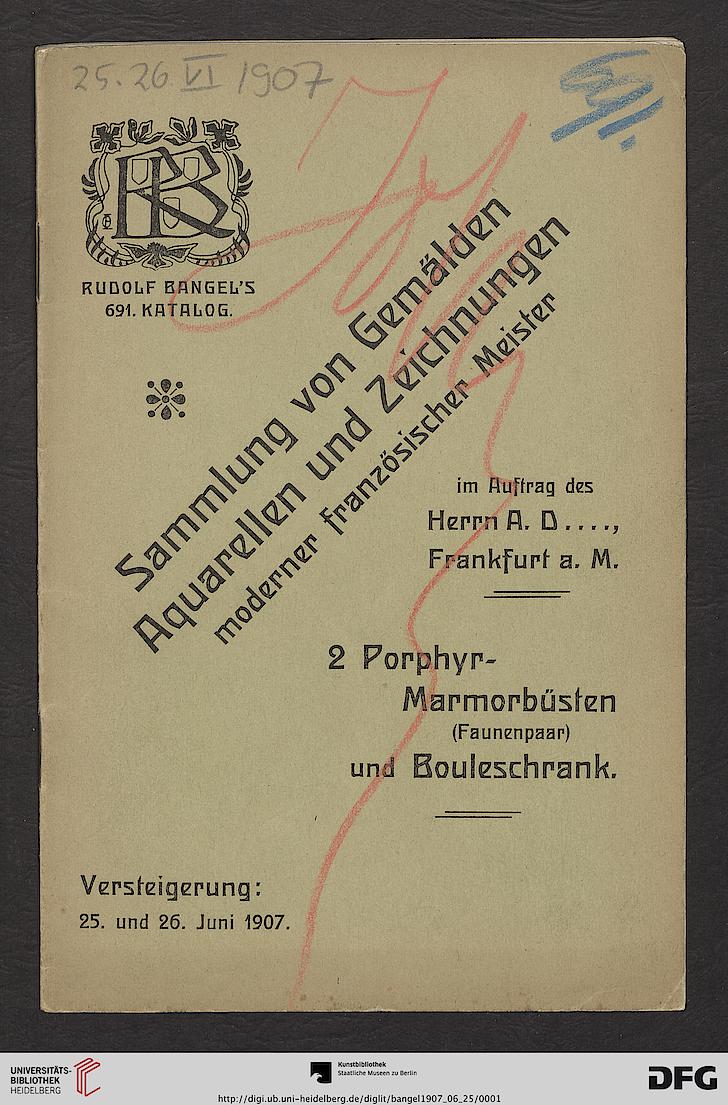 25. 26. VI 1907
RB
RUDOLF BANGEL'S
691. KATALOG.
Sammlung von Gemälden
Aquarellen und Zeichnungen
moderner französischer Meister
im Auftrag des
Herrn A. D....,
Frankfurt a. M.
2 Porphyr-
Marmorbüsten
(Faunenpaar)
und Bouleschrank.
Versteigerung:
25. und 26. Juni 1907.
UNIVERSITÄTS-
BIBLIOTHEK
HEIDELBERG
Kunstbibliothek
Staatliche Museen zu Berlin
DFG
http://digi.ub.uni-heidelberg.de/diglit/bangel1907_06_25/0001